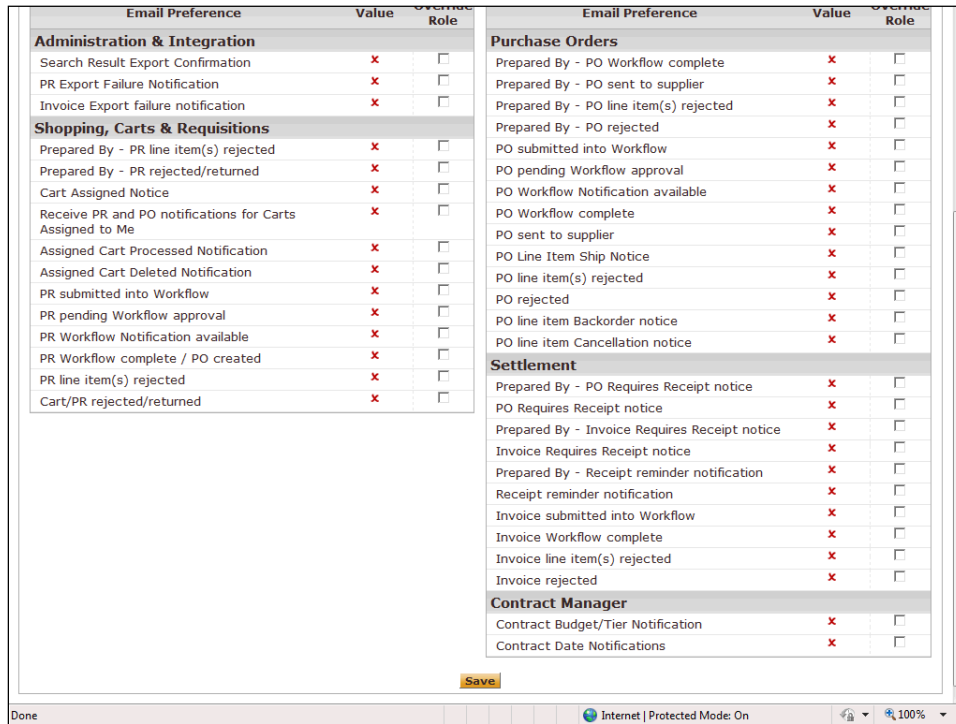 Email Preference Value Override Role
Administration & Integration
Search Result Export Confirmation x
PR Export Failure Notification x
Invoice Export failure notification x
Shopping, Carts & Requisitions
Prepared By - PR line item(s) rejected x
Prepared By - PR rejected/returned x
Cart Assigned Notice x
Receive PR and PO notifications for Carts x
Assigned to Me
Assigned Cart Processed Notification x
Assigned Cart Deleted Notification x
PR submitted into Workflow x
PR pending Workflow approval x
PR Workflow Notification available x
PR Workflow complete / PO created x
PR line item(s) rejected x
Cart/PR rejected/returned x
Email Preference Value Override Role
Purchase Orders
Prepared By - PO Workflow complete x
Prepared By - PO sent to supplier x
Prepared By - PO line item(s) rejected x
Prepared By - PO rejected x
PO submitted into Workflow x
PO pending Workflow approval x
PO Workflow Notification available x
PO Workflow complete x
PO sent to supplier x
PO Line Item Ship Notice x
PO line item(s) rejected x
PO rejected x
PO line item Backorder notice x
PO line item Cancellation notice x
Settlement
Prepared By - PO Requires Receipt notice x
PO Requires Receipt notice x
Prepared By - Invoice Requires Receipt notice x
Invoice Requires Receipt notice x
Prepared By - Receipt reminder notification x
Receipt reminder notification x
Invoice submitted into Workflow x
Invoice Workflow complete x
Invoice line item(s) rejected x
Invoice rejected x
Contract Manager
Contract Budget/Tier Notification x
Contract Date Notifications x
Save
Done Internet | Protected Mode: On 100%